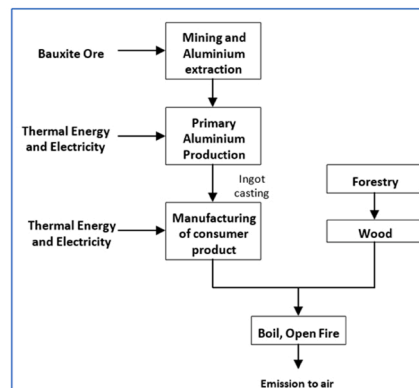 Mining and
Aluminium
extraction
Bauxite Ore
Thermal Energy
and Electricity
Primary
Aluminium
Production
Ingot
casting
Forestry
Thermal Energy
and Electricity
Manufacturing
of consumer
product
Wood
Boil, Open Fire
Emission to air